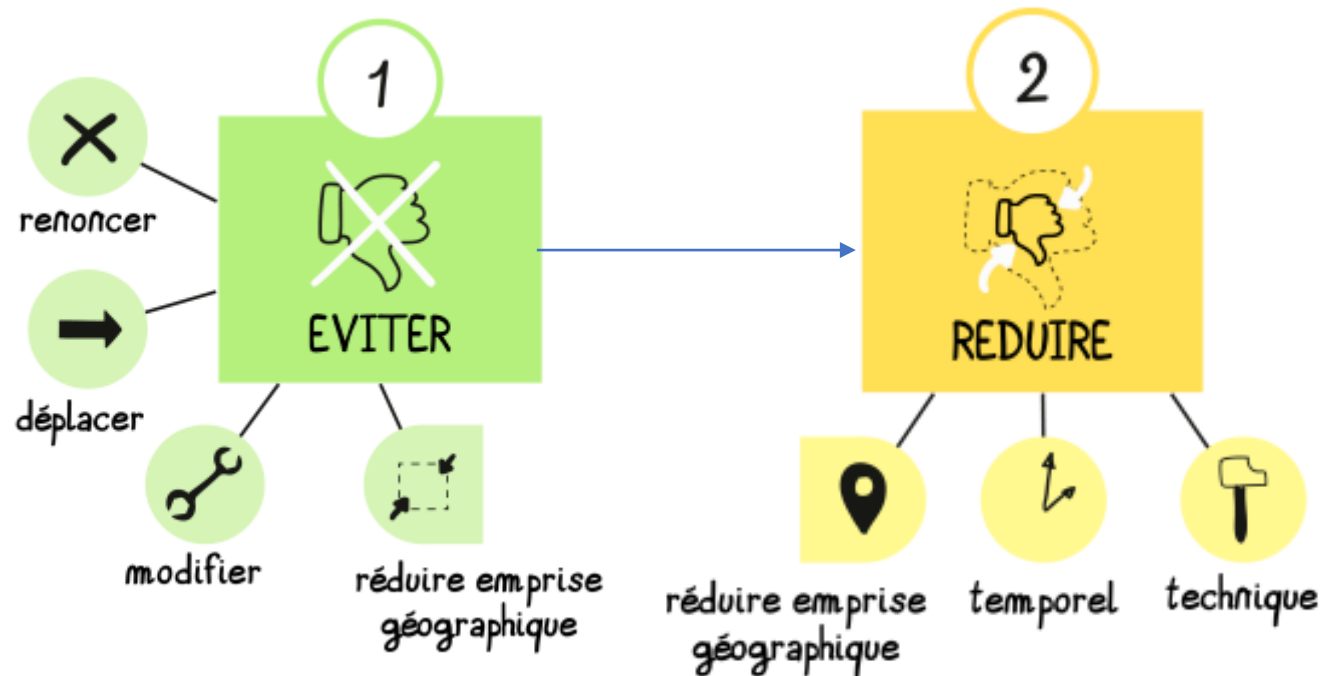 1
EVITER
renoncer
déplacer
modifier
réduire emprise
géographique
2
REDUIRE
réduire emprise
géographique
temporel
technique